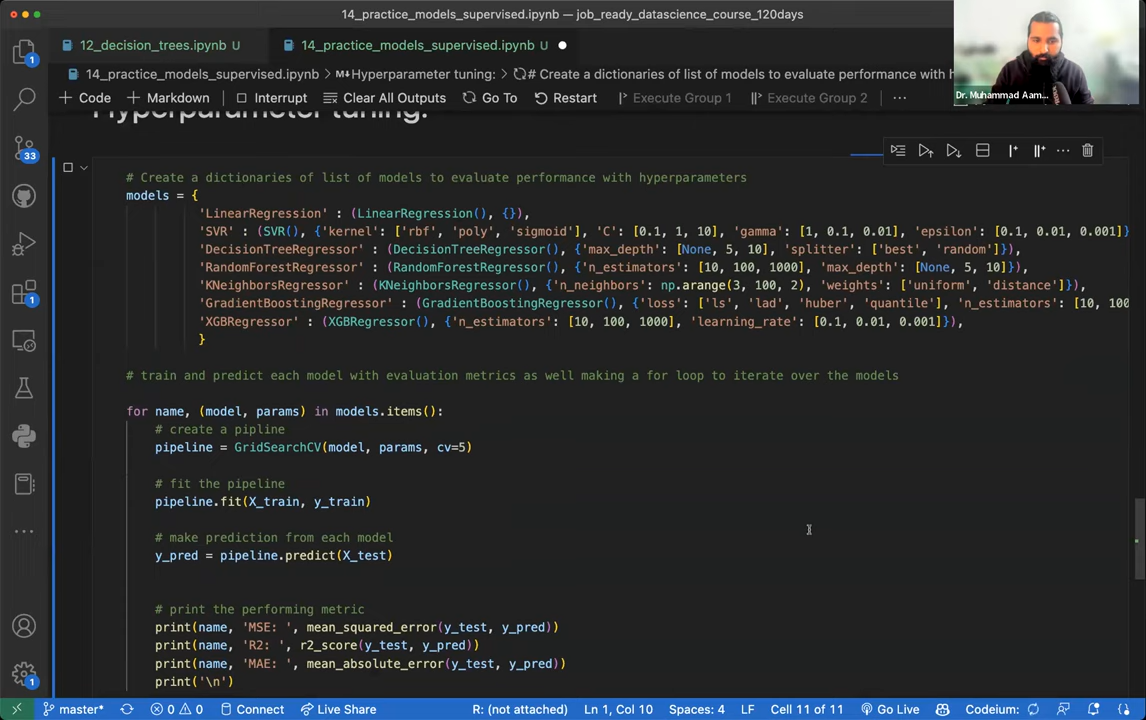 14_practice_models_supervised.ipynb — job_ready_datascience_course_120days
12_decision_trees.ipynb U
14_practice_models_supervised.ipynb U
14_practice_models_supervised.ipynb > M↓Hyperparameter tuning: > # Create a dictionaries of list of models to evaluate performance with h
+ Code + Markdown Interrupt Clear All Outputs Go To Restart Execute Group 1 Execute Group 2 ...
Dr. Muhammad Aam...
Hyperparameter tuning:
# Create a dictionaries of list of models to evaluate performance with hyperparameters
models = {
'LinearRegression' : (LinearRegression(), {}),
'SVR' : (SVR(), {'kernel': ['rbf', 'poly', 'sigmoid'], 'C': [0.1, 1, 10], 'gamma': [1, 0.1, 0.01], 'epsilon': [0.1, 0.01, 0.001]}
'DecisionTreeRegressor' : (DecisionTreeRegressor(), {'max_depth': [None, 5, 10], 'splitter': ['best', 'random']}),
'RandomForestRegressor' : (RandomForestRegressor(), {'n_estimators': [10, 100, 1000], 'max_depth': [None, 5, 10]}),
'KNeighborsRegressor' : (KNeighborsRegressor(), {'n_neighbors': np.arange(3, 100, 2), 'weights': ['uniform', 'distance']}),
'GradientBoostingRegressor' : (GradientBoostingRegressor(), {'loss': ['ls', 'lad', 'huber', 'quantile'], 'n_estimators': [10, 100
'XGBRegressor' : (XGBRegressor(), {'n_estimators': [10, 100, 1000], 'learning_rate': [0.1, 0.01, 0.001]}),
}
# train and predict each model with evaluation metrics as well making a for loop to iterate over the models
for name, (model, params) in models.items():
# create a pipline
pipeline = GridSearchCV(model, params, cv=5)
# fit the pipeline
pipeline.fit(X_train, y_train)
# make prediction from each model
y_pred = pipeline.predict(X_test)
# print the performing metric
print(name, 'MSE: ', mean_squared_error(y_test, y_pred))
print(name, 'R2: ', r2_score(y_test, y_pred))
print(name, 'MAE: ', mean_absolute_error(y_test, y_pred))
print('\n')
33
1
1
1
1
master* 0 0 Connect Live Share R: (not attached) Ln 1, Col 10 Spaces: 4 LF Cell 11 of 11 Go Live Codeium: